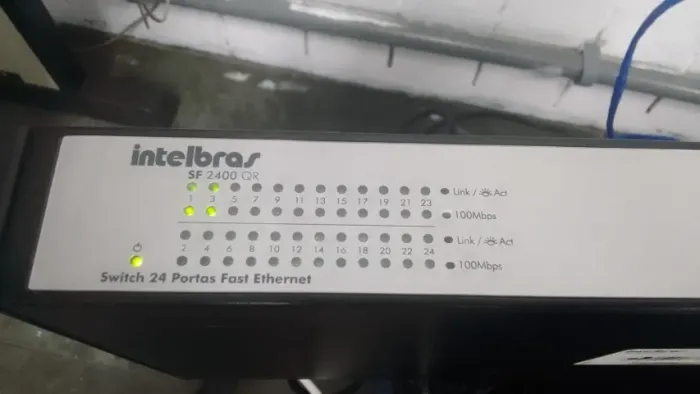 intelbras
SF 2400 QR
Link / Act
1 3 5 7 9 11 13 15 17 19 21 23
100Mbps
Link / Act
2 4 6 8 10 12 14 16 18 20 22 24
100Mbps
Switch 24 Portas Fast Ethernet